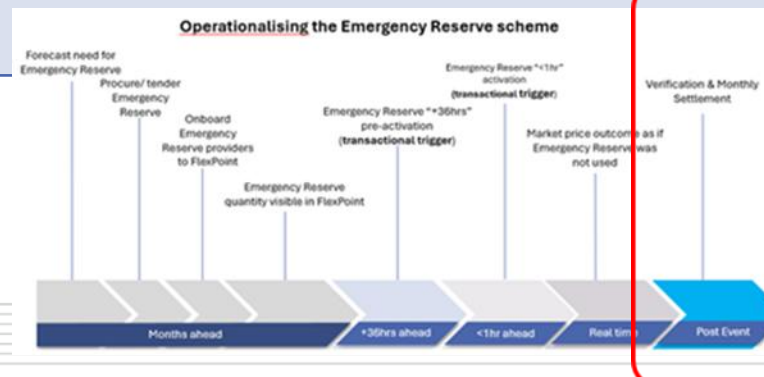 Operationalising the Emergency Reserve scheme
Forecast need for
Emergency Reserve
Procure/ tender
Emergency
Reserve
Onboard
Emergency
Reserve providers
to FlexPoint
Emergency Reserve
quantity visible in FlexPoint
Emergency Reserve "+36hrs"
pre-activation
(transactional trigger)
Emergency Reserve "<1hr"
activation
(transactional trigger)
Market price outcome as if
Emergency Reserve was
not used
Verification & Monthly
Settlement
Months ahead
+36hrs ahead
<1hr ahead
Real time
Post Event